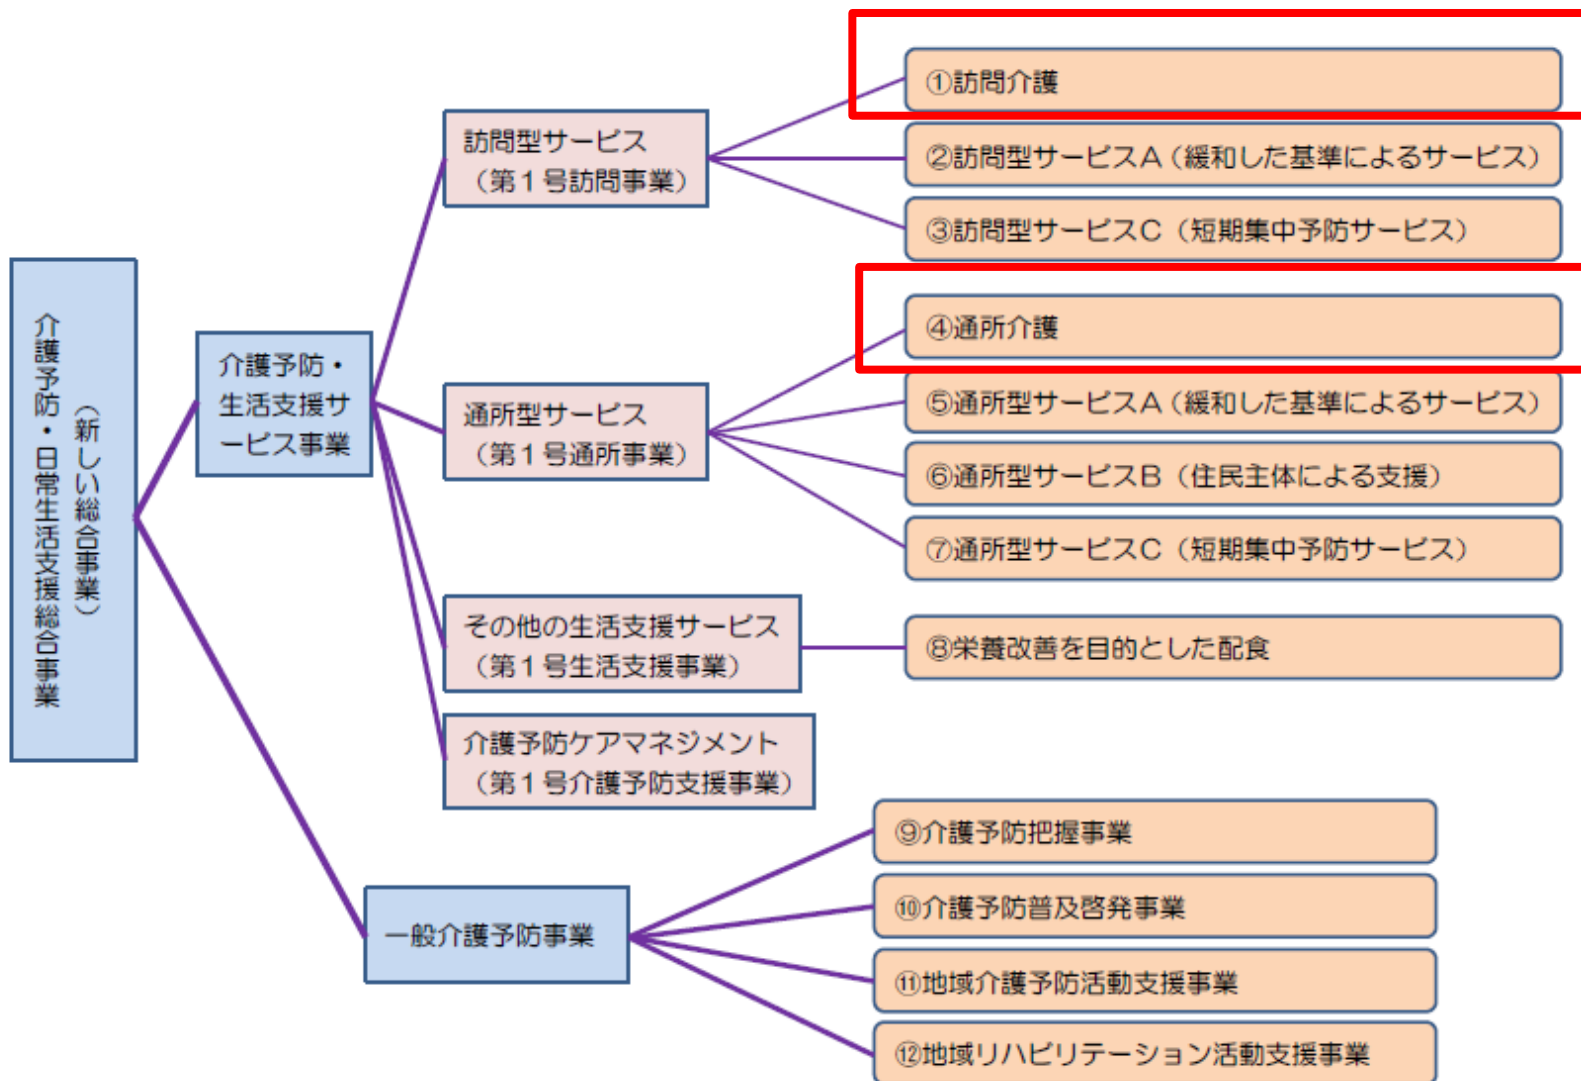 介護予防・日常生活支援総合事業
（新しい総合事業）
介護予防・
生活支援サ
ービス事業
訪問型サービス
（第１号訪問事業）
①訪問介護
②訪問型サービスＡ（緩和した基準によるサービス）
③訪問型サービスＣ（短期集中予防サービス）
通所型サービス
（第１号通所事業）
④通所介護
⑤通所型サービスＡ（緩和した基準によるサービス）
⑥通所型サービスＢ（住民主体による支援）
⑦通所型サービスＣ（短期集中予防サービス）
その他の生活支援サービス
（第１号生活支援事業）
⑧栄養改善を目的とした配食
介護予防ケアマネジメント
（第１号介護予防支援事業）
一般介護予防事業
⑨介護予防把握事業
⑩介護予防普及啓発事業
⑪地域介護予防活動支援事業
⑫地域リハビリテーション活動支援事業